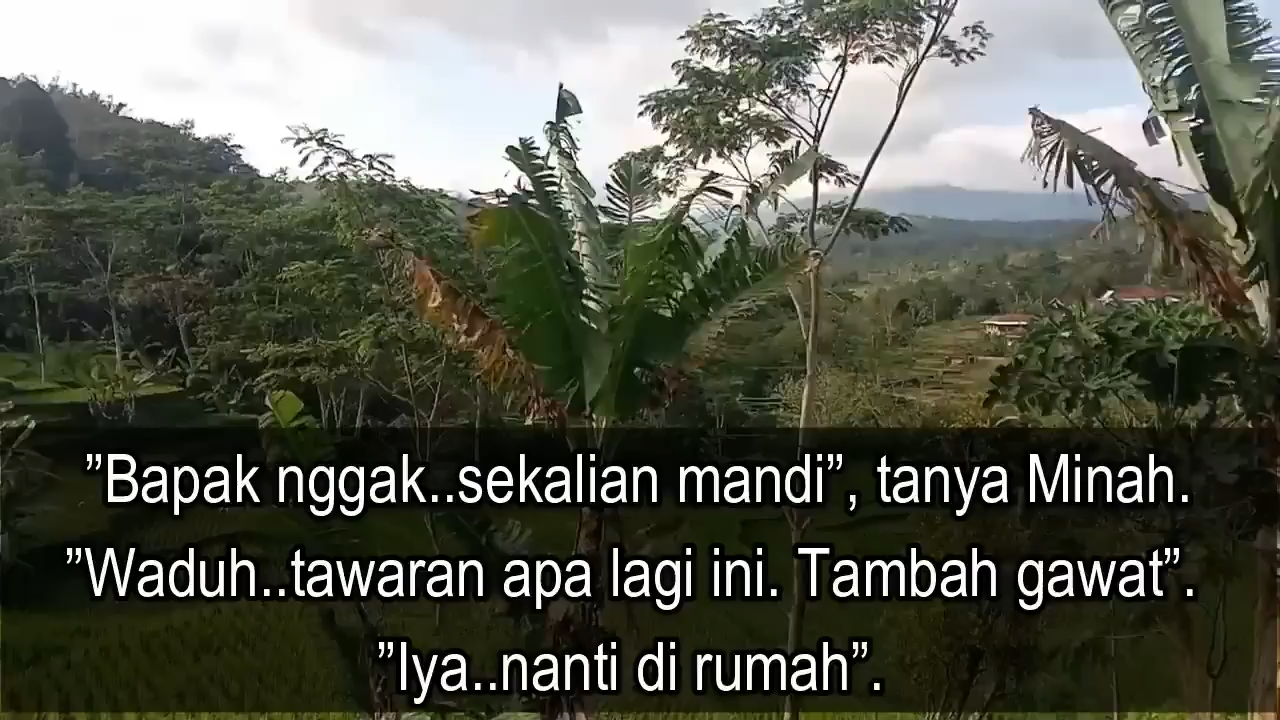 ”Bapak nggak..sekalian mandi”, tanya Minah.
”Waduh..tawaran apa lagi ini. Tambah gawat”.
”Iya..nanti di rumah”.